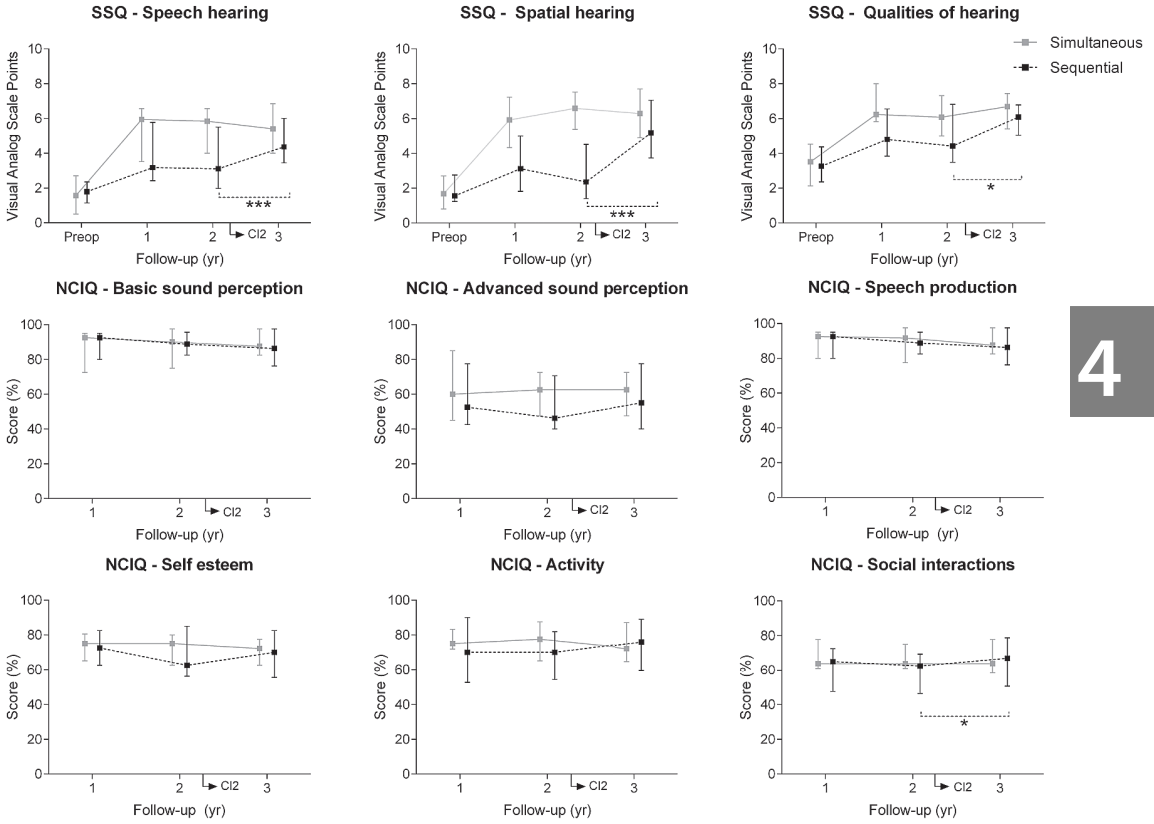 SSQ - Speech hearing
SSQ - Spatial hearing
SSQ - Qualities of hearing
Simultaneous
Sequential
Visual Analog Scale Points
10
8
6
4
2
0
***
Preop
1
2
CI2
3
Follow-up (yr)
Visual Analog Scale Points
10
8
6
4
2
0
***
Preop
1
2
CI2
3
Follow-up (yr)
Visual Analog Scale Points
10
8
6
4
2
0
*
Preop
1
2
CI2
3
Follow-up (yr)
NCIQ - Basic sound perception
NCIQ - Advanced sound perception
NCIQ - Speech production
Score (%)
100
80
60
40
20
0
1
2
CI2
3
Follow-up (yr)
Score (%)
100
80
60
40
20
0
1
2
CI2
3
Follow-up (yr)
Score (%)
100
80
60
40
20
0
1
2
CI2
3
Follow-up (yr)
4
NCIQ - Self esteem
NCIQ - Activity
NCIQ - Social interactions
Score (%)
100
80
60
40
20
0
1
2
CI2
3
Follow-up (yr)
Score (%)
100
80
60
40
20
0
1
2
CI2
3
Follow-up (yr)
Score (%)
100
80
60
40
20
0
*
1
2
CI2
3
Follow-up (yr)